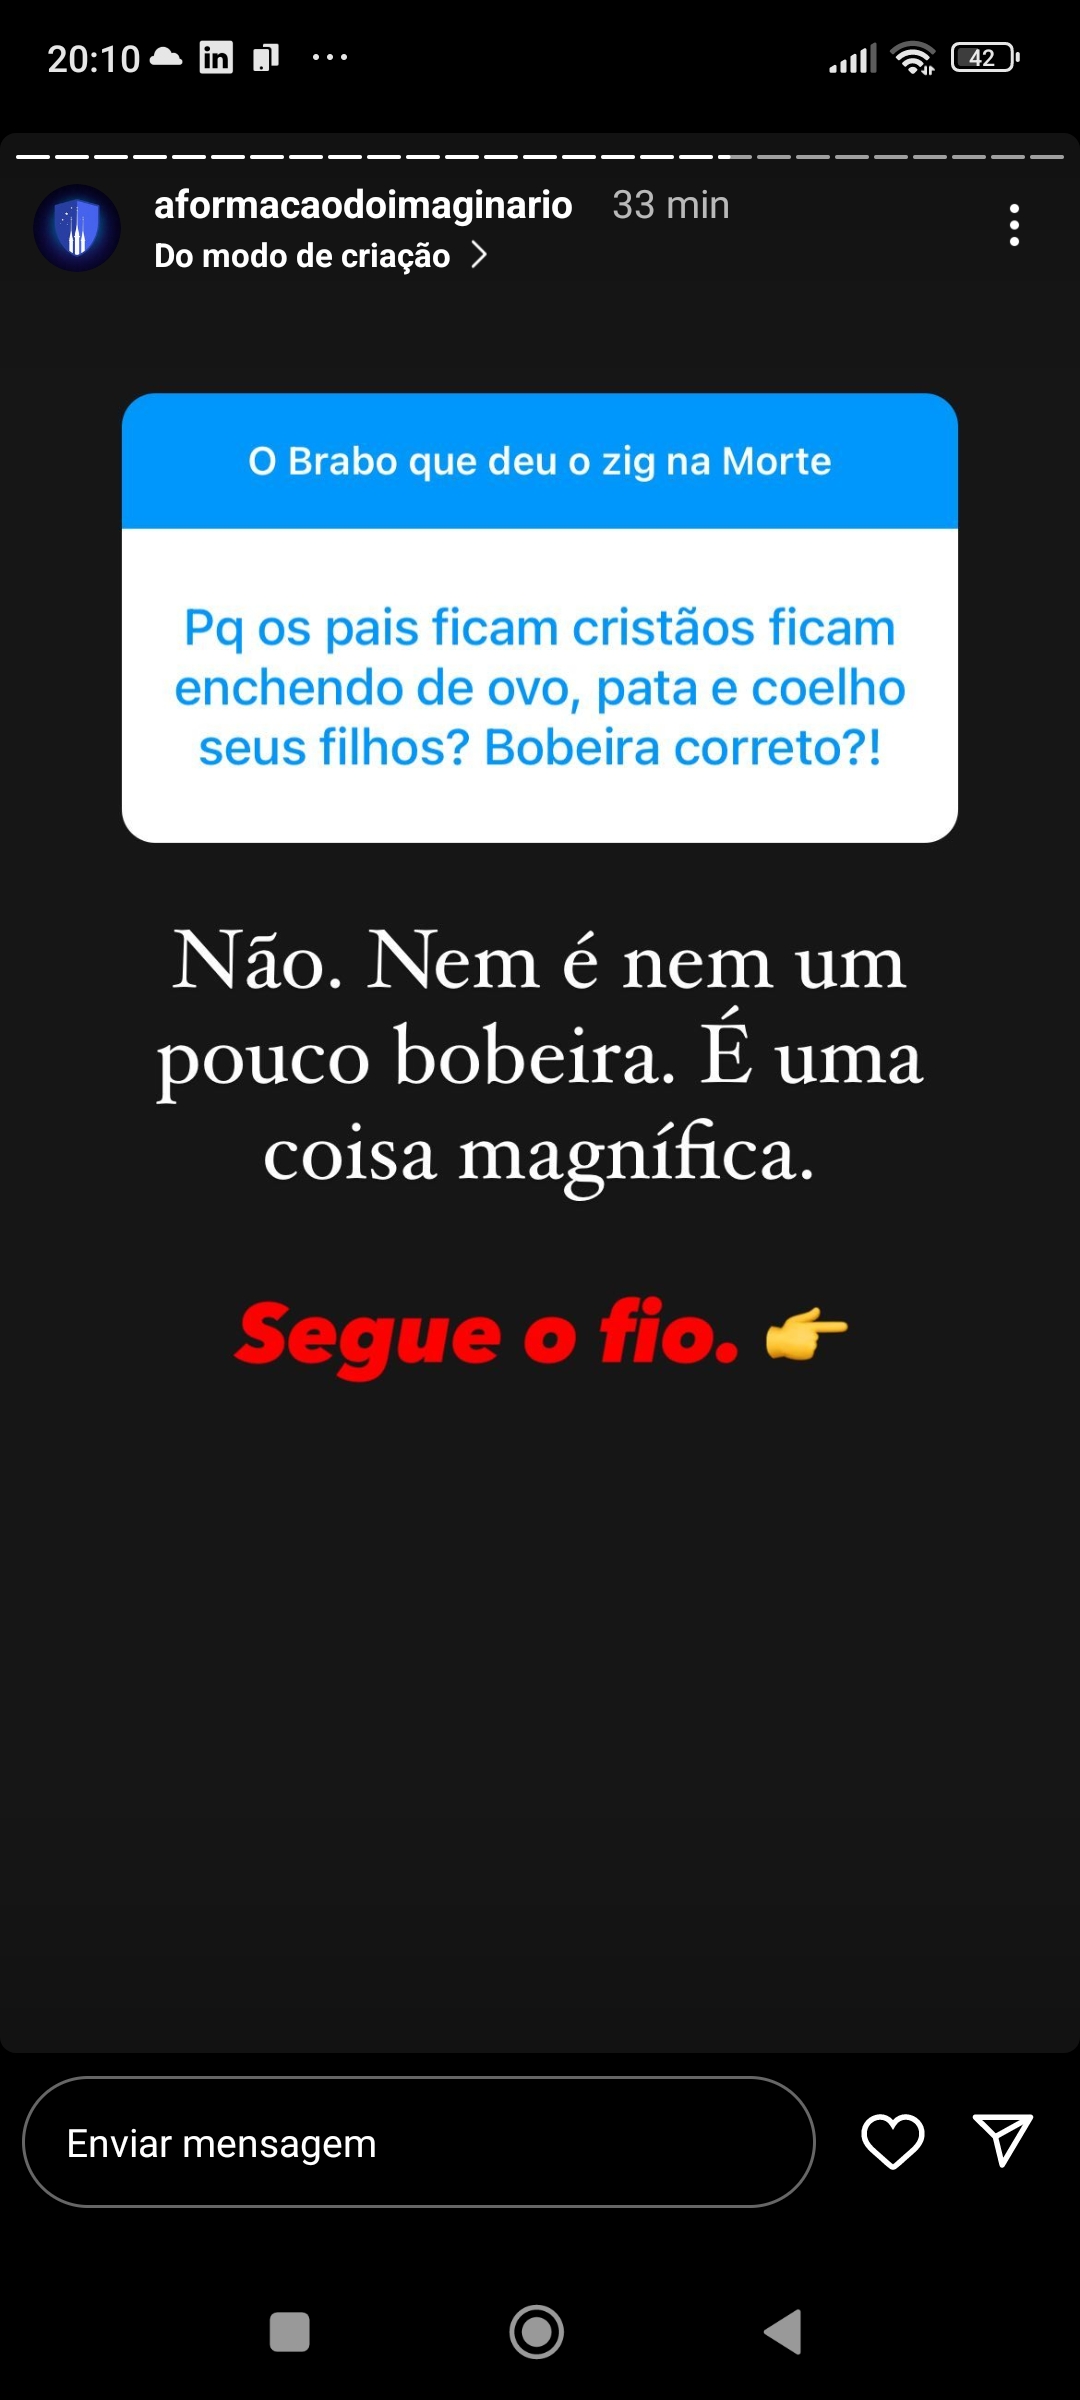 20:10
42
aformacaodoimaginario 33 min
Do modo de criação
O Brabo que deu o zig na Morte
Pq os pais ficam cristãos ficam
enchendo de ovo, pata e coelho
seus filhos? Bobeira correto?!
Não. Nem é nem um
pouco bobeira. É uma
coisa magnífica.
Segue o fio. 👉
Enviar mensagem